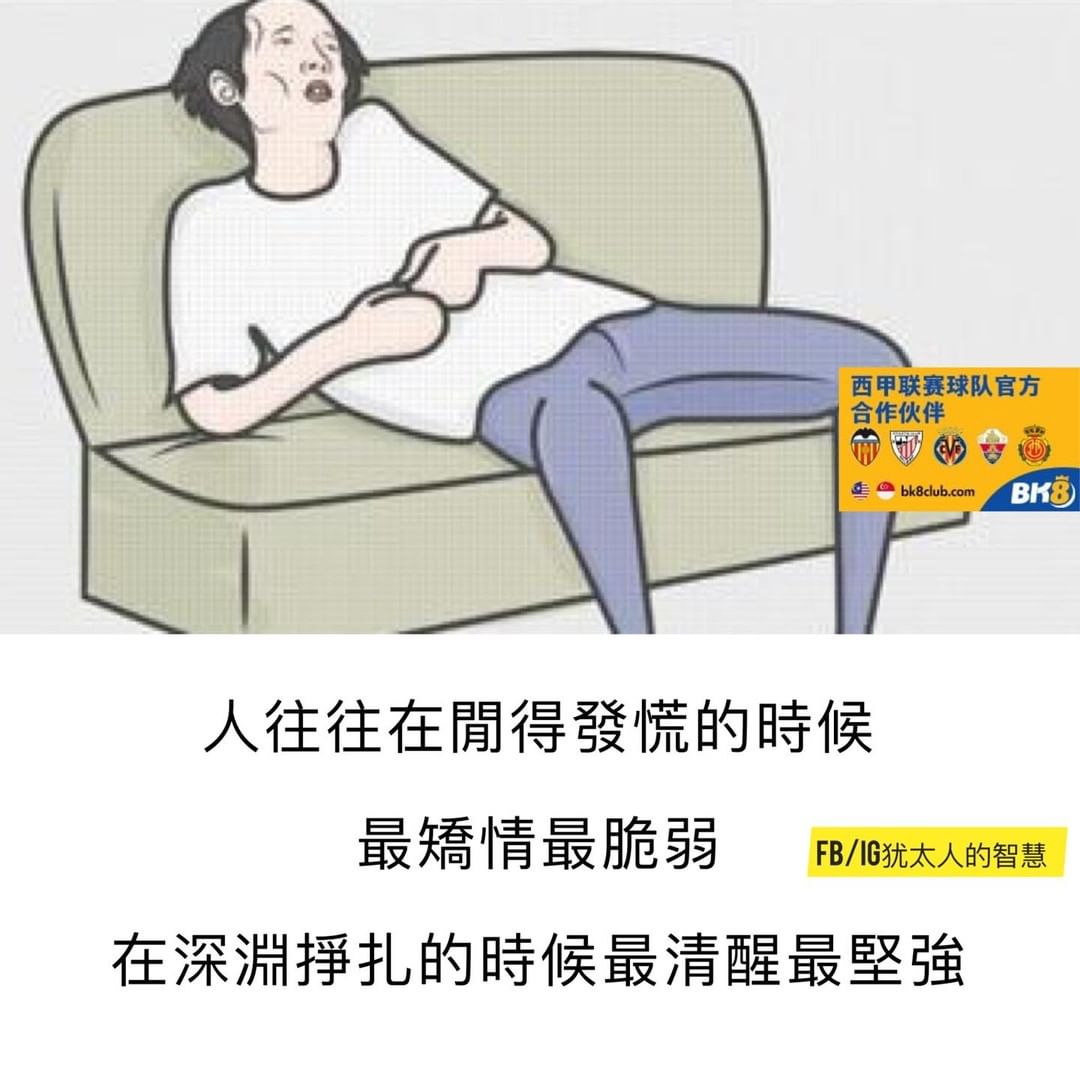 西甲联赛球队官方
合作伙伴
bk8club.com
BK8
人往往在閒得發慌的時候
最矯情最脆弱
FB/IG犹太人的智慧
在深淵掙扎的時候最清醒最堅強